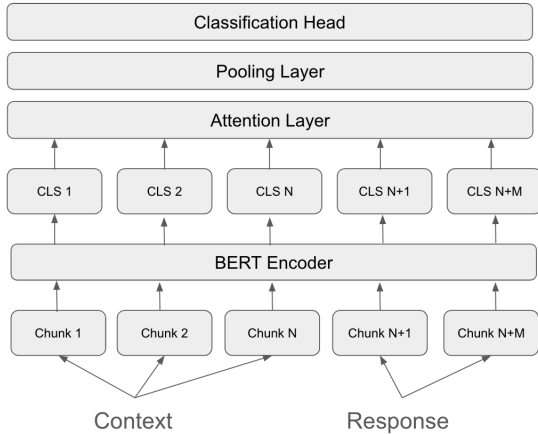 Classification Head
Pooling Layer
Attention Layer
CLS 1 CLS 2 CLS N CLS N+1 CLS N+M
BERT Encoder
Chunk 1 Chunk 2 Chunk N Chunk N+1 Chunk N+M
Context Response